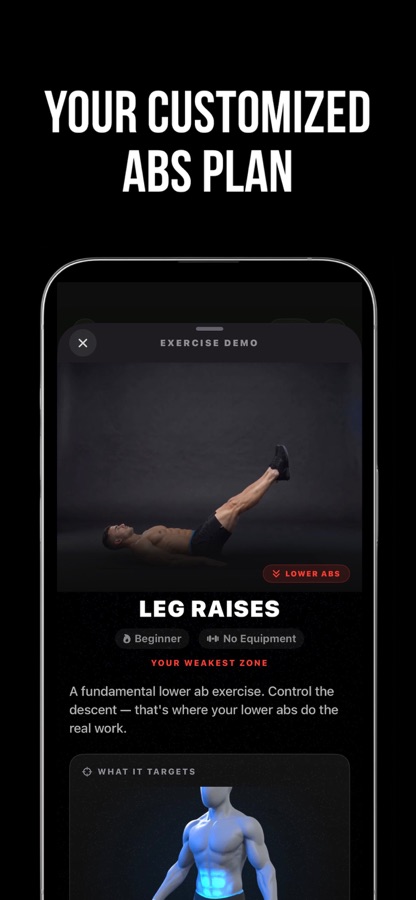 YOUR CUSTOMIZED
ABS PLAN
EXERCISE DEMO
LOWER ABS
LEG RAISES
Beginner
No Equipment
YOUR WEAKEST ZONE
A fundamental lower ab exercise. Control the
descent — that's where your lower abs do the
real work.
WHAT IT TARGETS